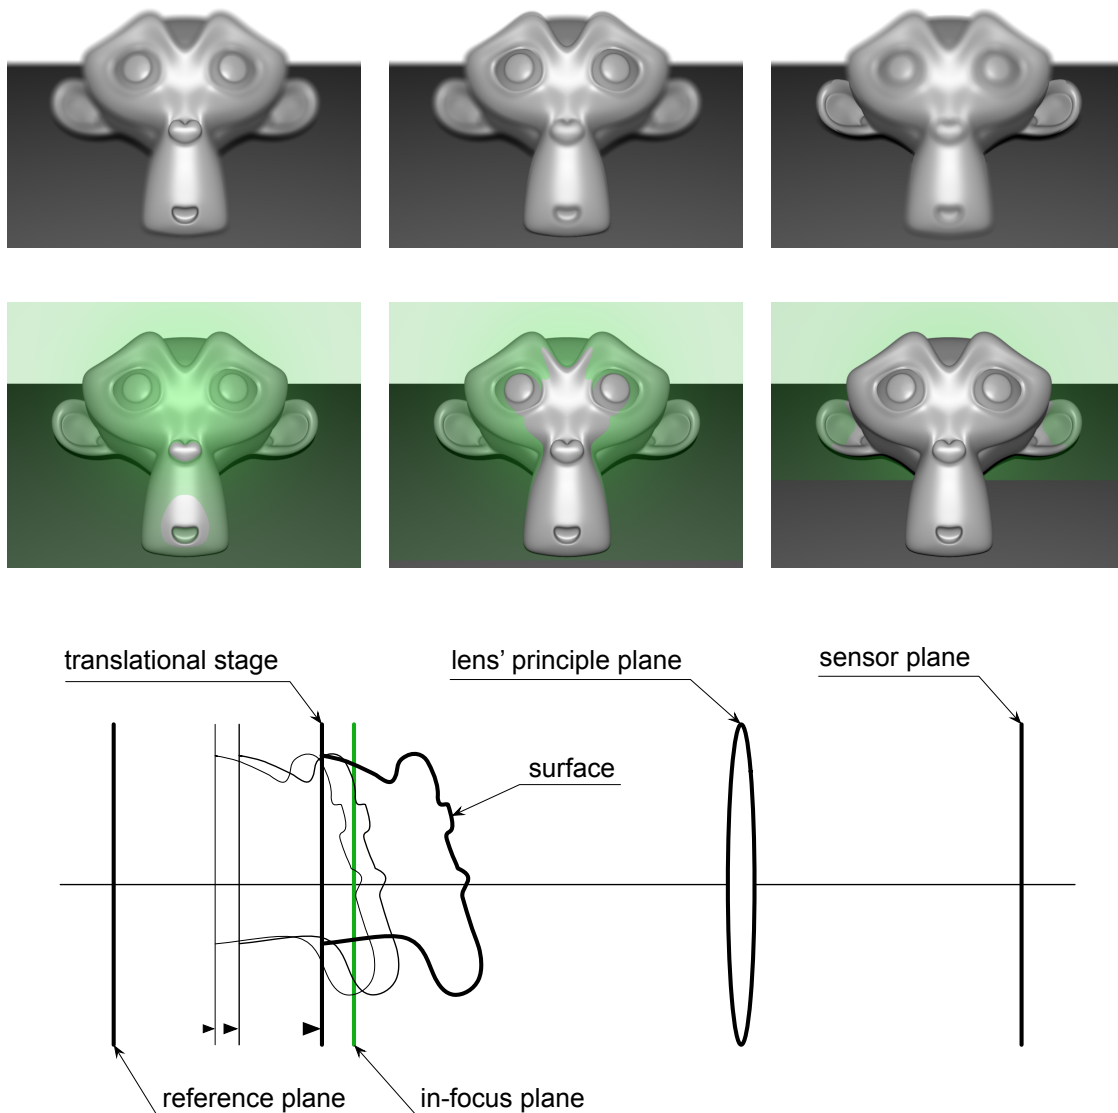 translational stage
lens' principle plane
sensor plane
surface
reference plane
in-focus plane